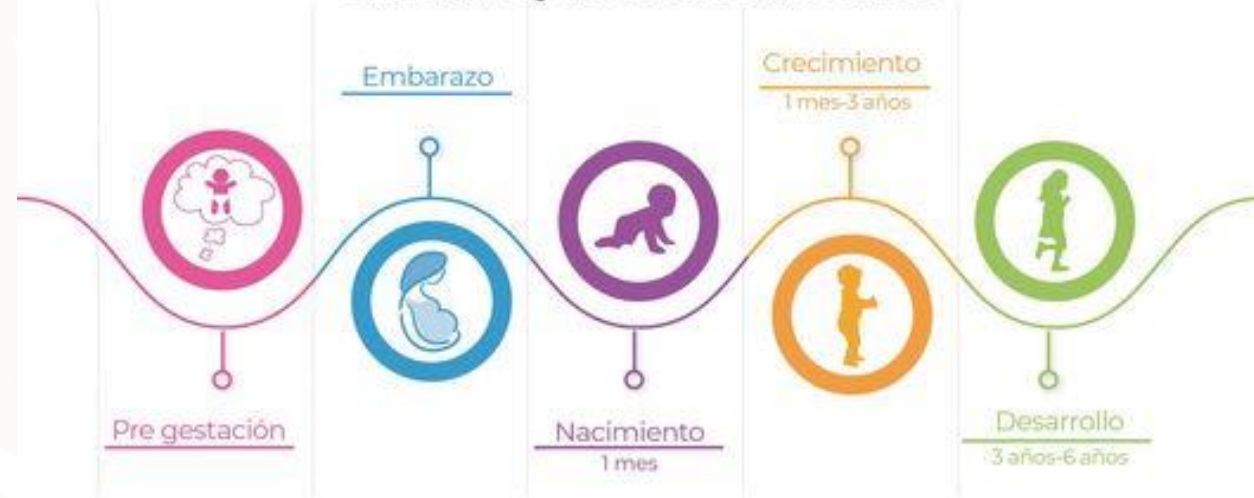 Pre gestación
Embarazo
Nacimiento
1 mes
Crecimiento
1 mes-3 años
Desarrollo
3 años-6 años